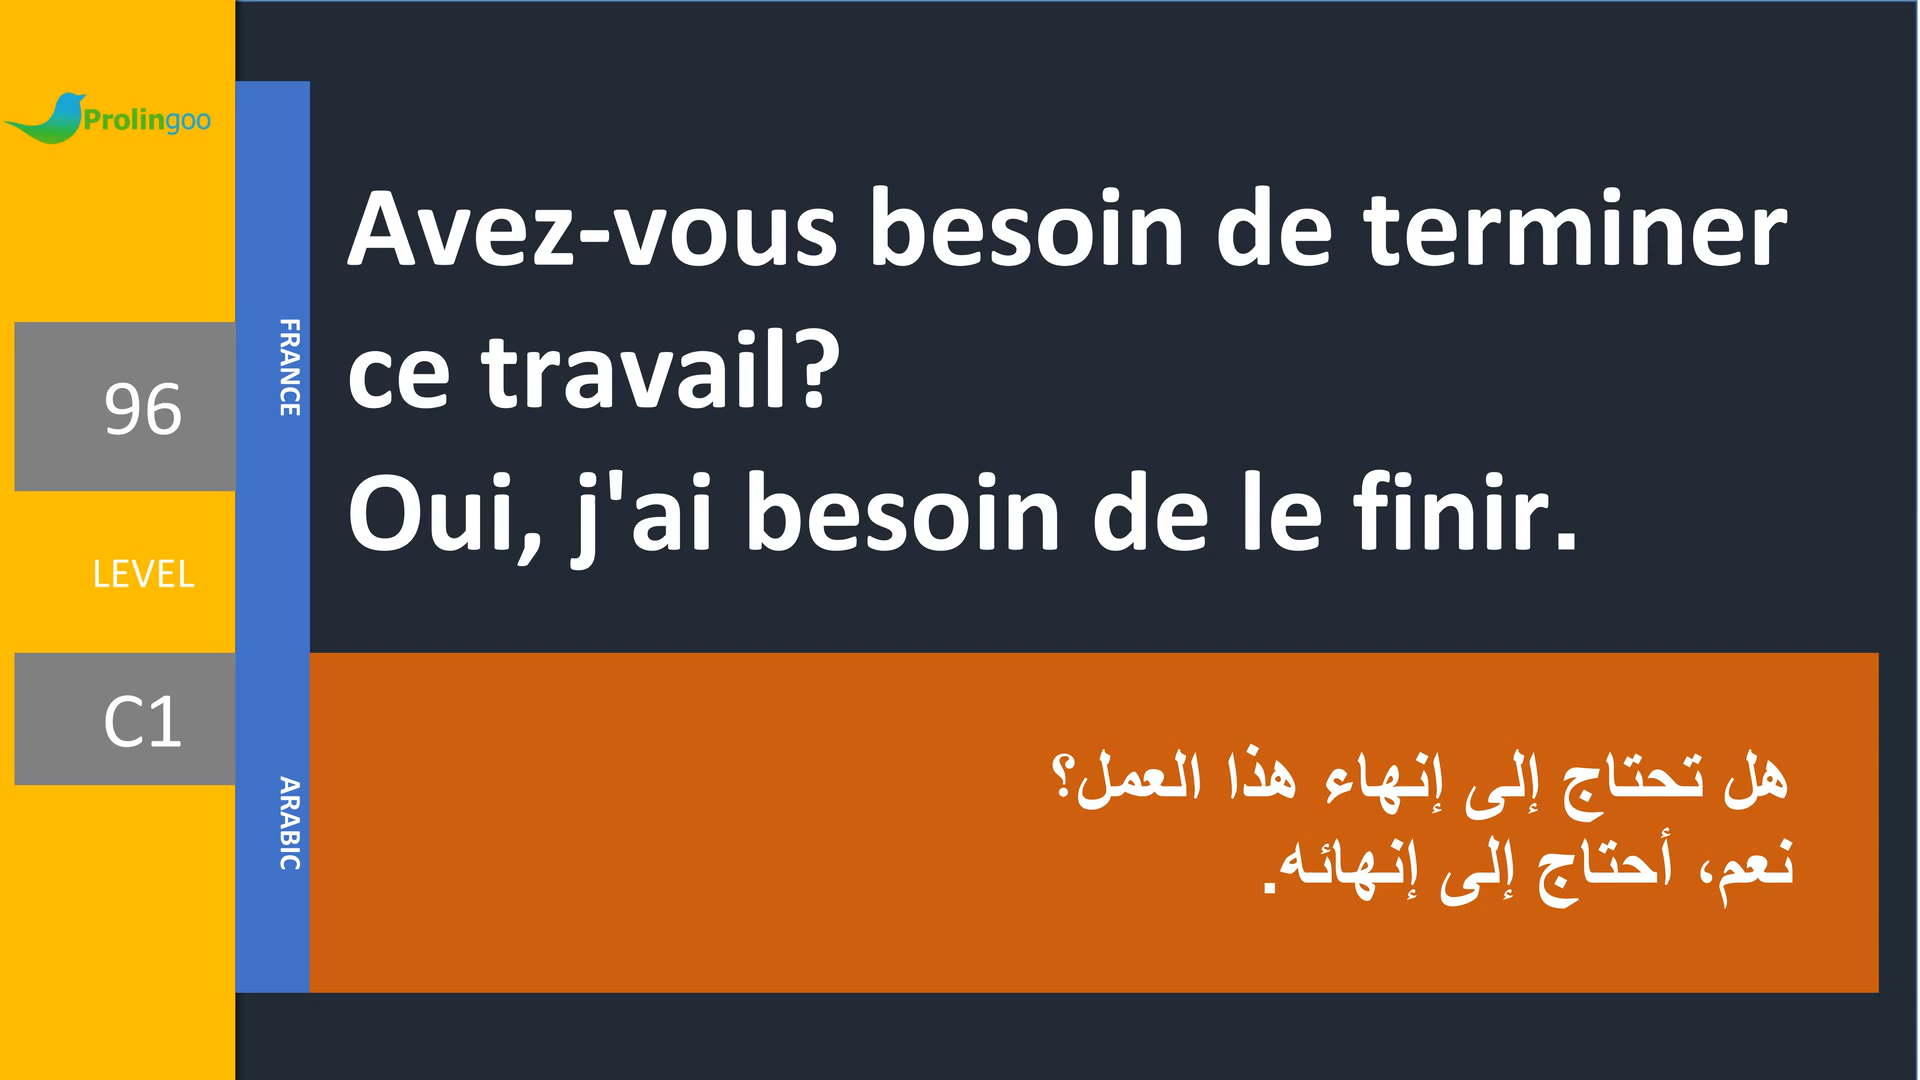 Prolingoo
96
LEVEL
C1
FRANCE
ARABIC
Avez-vous besoin de terminer
ce travail?
Oui, j'ai besoin de le finir.
هل تحتاج إلى إنهاء هذا العمل؟
نعم، أحتاج إلى إنهائه.